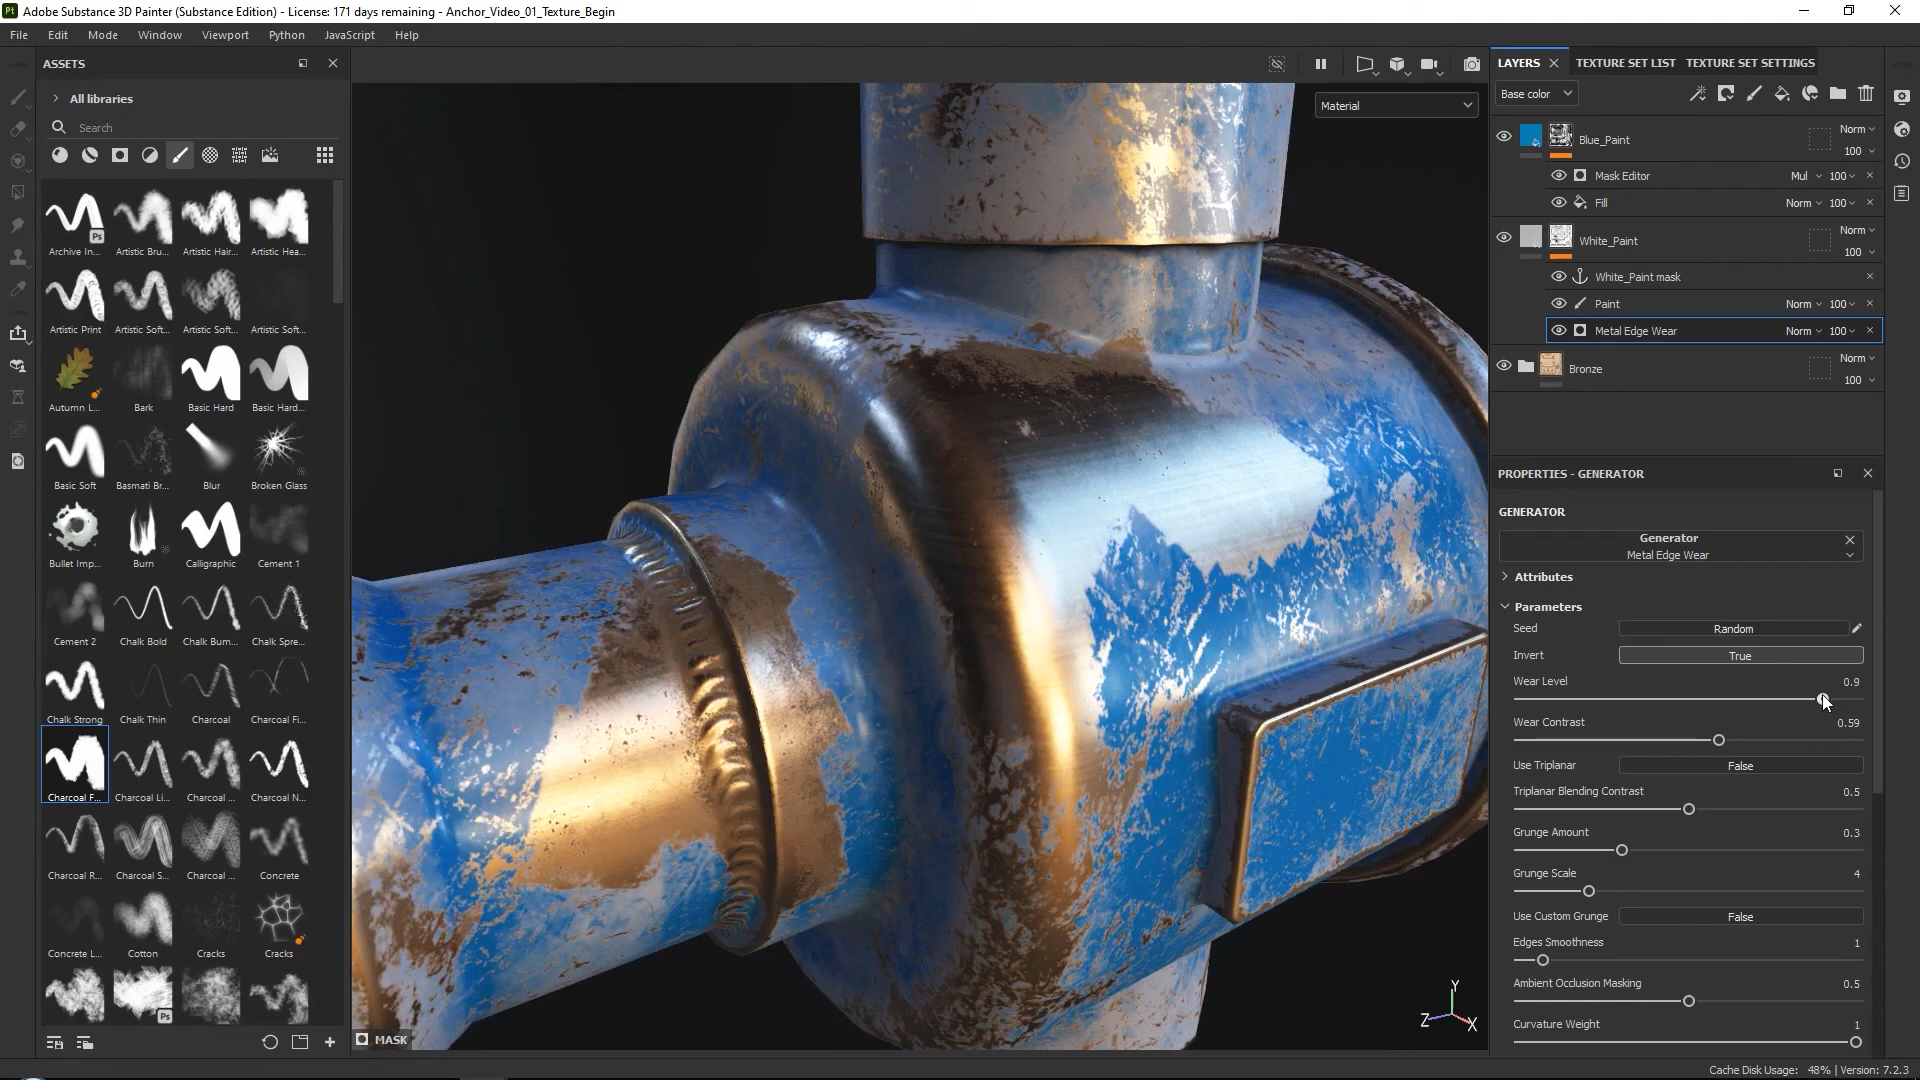 Pt Adobe Substance 3D Painter (Substance Edition) - License: 171 days remaining - Anchor_Video_01_Texture_Begin
File Edit Mode Window Viewport Python JavaScript Help
ASSETS
All libraries
Search
Archive In... Artistic Bru... Artistic Hair... Artistic Hea...
Ps
Artistic Print Artistic Soft... Artistic Soft... Artistic Soft...
Autumn L... Bark Basic Hard Basic Hard...
Basic Soft Basmati Br... Blur Broken Glass
Bullet Imp... Burn Calligraphic Cement 1
Cement 2 Chalk Bold Chalk Bum... Chalk Spre...
Chalk Strong Chalk Thin Charcoal Charcoal Fi...
Charcoal F... Charcoal Li... Charcoal ... Charcoal N...
Charcoal R... Charcoal S... Charcoal ... Concrete
Concrete L... Cotton Cracks Cracks
Ps
Material
MASK
Y
Z
X
LAYERS TEXTURE SET LIST TEXTURE SET SETTINGS
Base color
Blue_Paint Norm
100
Mask Editor Mul 100
Fill Norm 100
White_Paint Norm
100
White_Paint mask
Paint Norm 100
Metal Edge Wear Norm 100
Bronze Norm
100
PROPERTIES - GENERATOR
GENERATOR
Generator
Metal Edge Wear
Attributes
Parameters
Seed Random
Invert True
Wear Level 0.9
Wear Contrast 0.59
Use Triplanar False
Triplanar Blending Contrast 0.5
Grunge Amount 0.3
Grunge Scale 4
Use Custom Grunge False
Edges Smoothness 1
Ambient Occlusion Masking 0.5
Curvature Weight 1
Cache Disk Usage: 48% | Version: 7.2.3